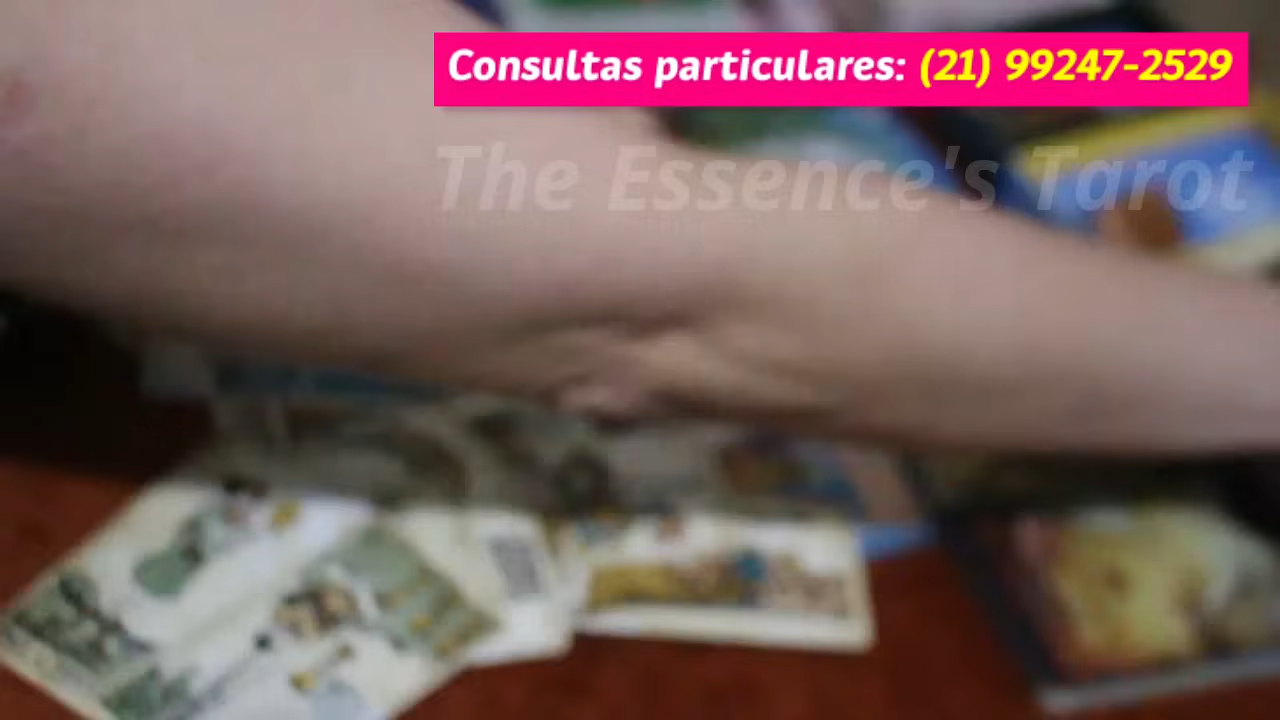 Consultas particulares: (21) 99247-2529
The Essence's Tarot